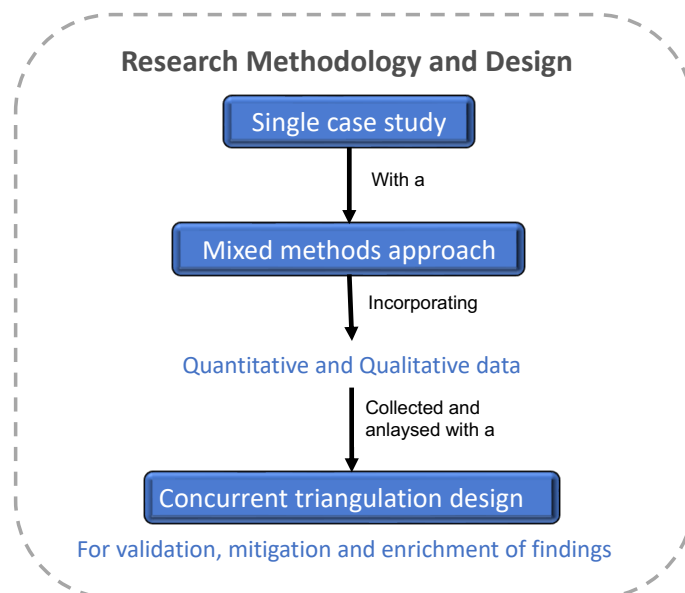 Research Methodology and Design
Single case study
With a
Mixed methods approach
Incorporating
Quantitative and Qualitative data
Collected and
anlaysed with a
Concurrent triangulation design
For validation, mitigation and enrichment of findings